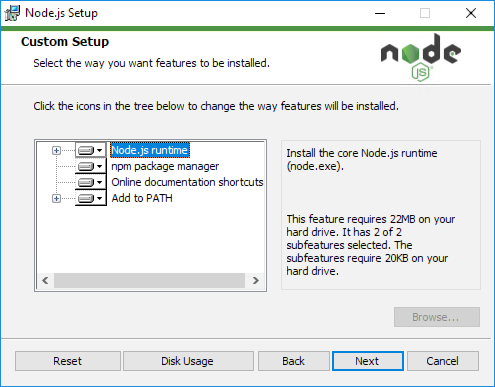 Node.js Setup
Custom Setup
Select the way you want features to be installed.
node
JS
Click the icons in the tree below to change the way features will be installed.
Node.js runtime
npm package manager
Online documentation shortcuts
Add to PATH
Install the core Node.js runtime
(node.exe).
This feature requires 22MB on your
hard drive. It has 2 of 2
subfeatures selected. The
subfeatures require 20KB on your
hard drive.
Browse...
Reset
Disk Usage
Back
Next
Cancel